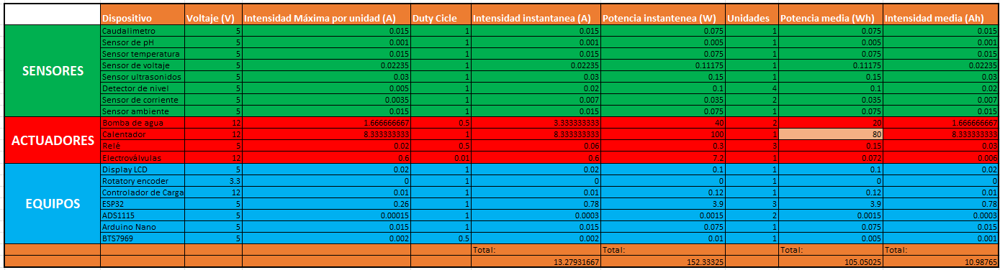 Dispositivo Voltaje (V) Intensidad Máxima por unidad (A) Duty Cicle Intensidad instantanea (A) Potencia instantenea (W) Unidades Potencia media (Wh) Intensidad media (Ah)
SENSORES
Caudalímetro 5 0.015 1 0.015 0.075 1 0.075 0.015
Sensor de pH 5 0.001 1 0.001 0.005 1 0.005 0.001
Sensor temperatura 5 0.015 1 0.015 0.075 1 0.075 0.015
Sensor de voltaje 5 0.02235 1 0.02235 0.11175 1 0.11175 0.02235
Sensor ultrasonidos 5 0.03 1 0.03 0.15 1 0.15 0.03
Detector de nivel 5 0.005 1 0.02 0.1 4 0.1 0.02
Sensor de corriente 5 0.0035 1 0.007 0.035 2 0.035 0.007
Sensor ambiente 5 0.015 1 0.015 0.075 1 0.075 0.015
ACTUADORES
Bomba de agua 12 1.666666667 0.5 3.333333333 40 2 20 1.666666667
Calentador 12 8.333333333 1 8.333333333 100 1 80 8.333333333
Relé 5 0.02 0.5 0.06 0.3 3 0.15 0.03
Electroválvulas 12 0.6 0.01 0.6 7.2 1 0.072 0.006
EQUIPOS
Display LCD 5 0.02 1 0.02 0.1 1 0.1 0.02
Rotatory encoder 3.3 0 1 0 0 1 0 0
Controlador de Carga 12 0.01 1 0.01 0.12 1 0.12 0.01
ESP32 5 0.26 1 0.78 3.9 3 3.9 0.78
ADS1115 5 0.00015 1 0.0003 0.0015 2 0.0015 0.0003
Arduino Nano 5 0.015 1 0.015 0.075 1 0.075 0.015
BTS7969 5 0.002 0.5 0.002 0.01 1 0.005 0.001
Total: Total: Total: Total:
13.27931667 152.33325 105.05025 10.98765